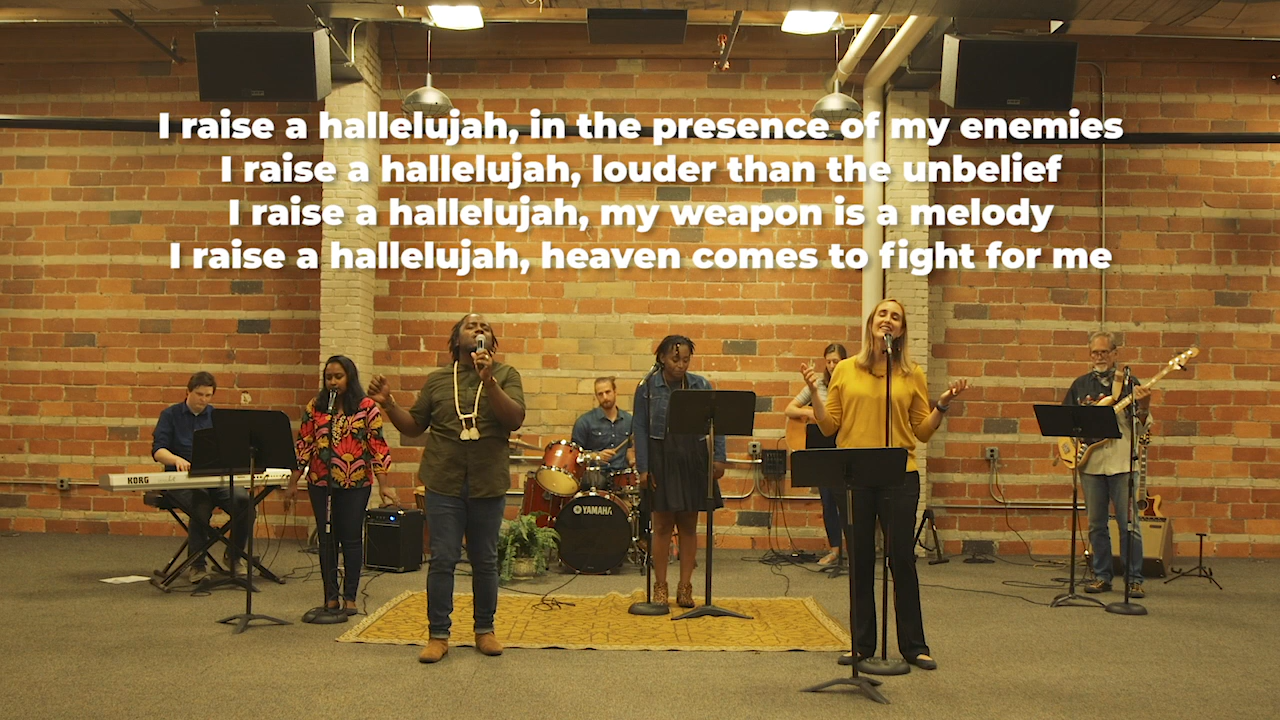 I raise a hallelujah, in the presence of my enemies
I raise a hallelujah, louder than the unbelief
I raise a hallelujah, my weapon is a melody
I raise a hallelujah, heaven comes to fight for me
KORG
YAMAHA